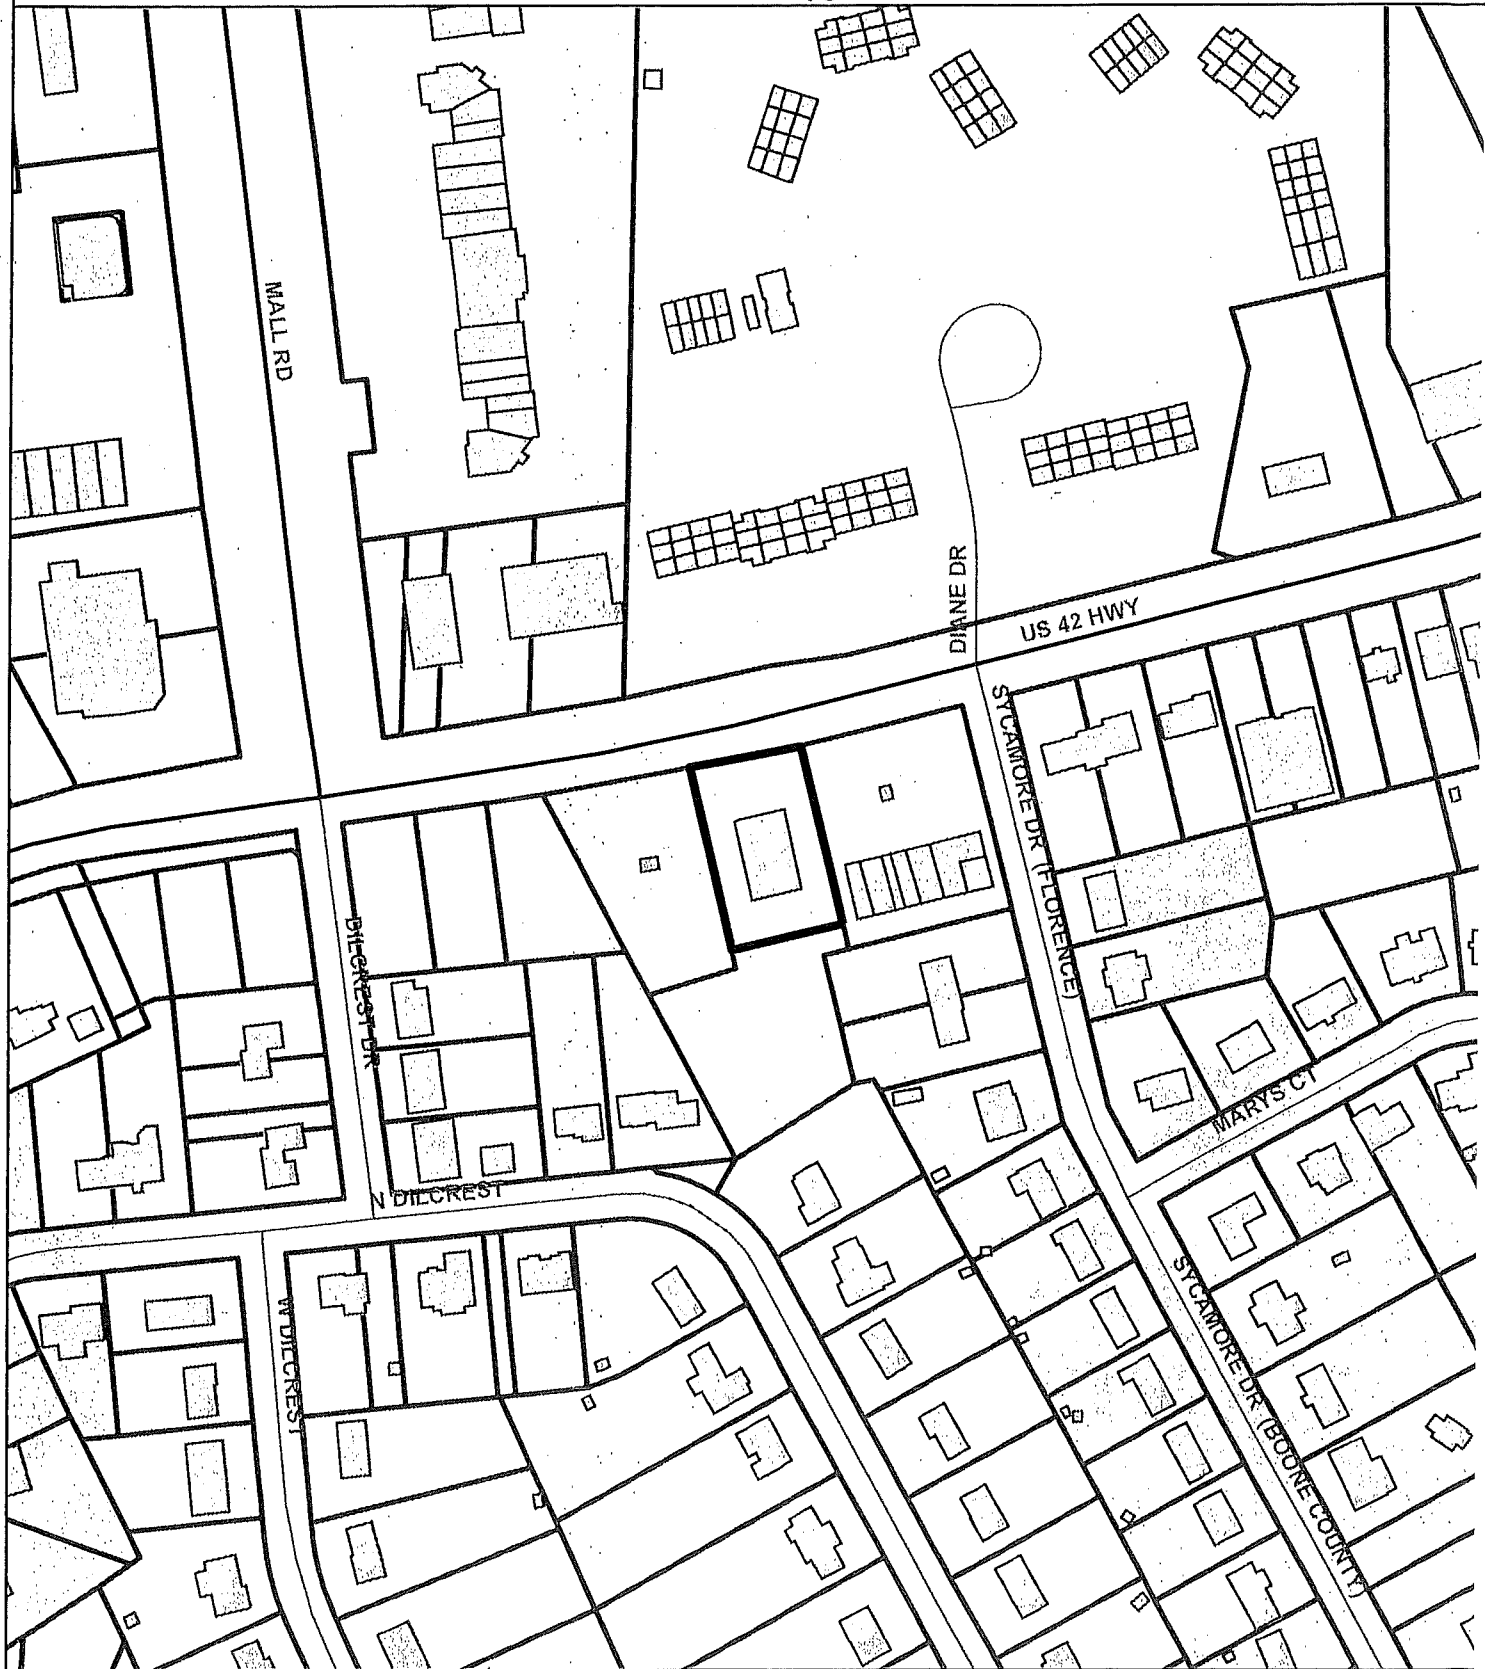 MALL RD
DIANE DR
US 42 HWY
SYCAMORE DR (FLORENCE)
DILCREST DR
MARYS CT
N DILCREST
W DILCREST
SYCAMORE DR (BOONE COUNTY)